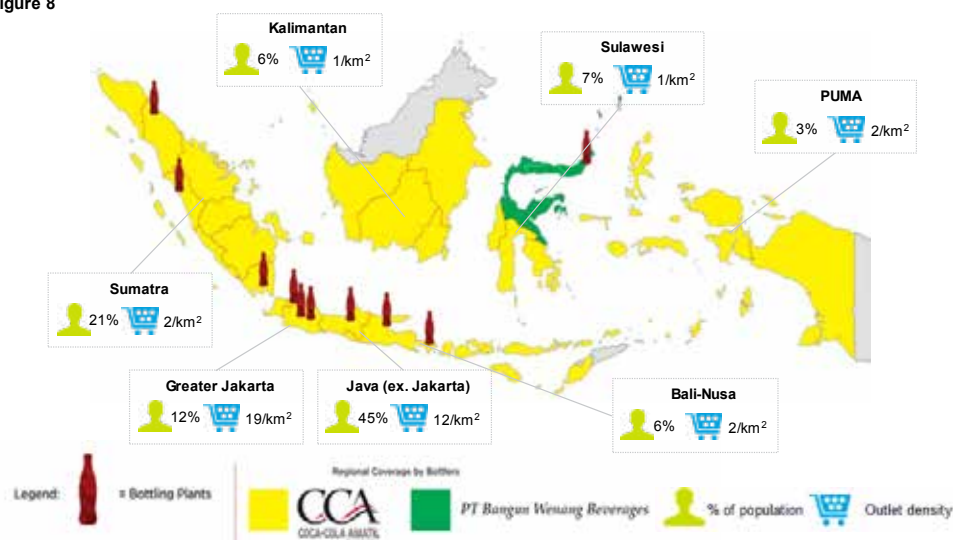 igure 8
Kalimantan
6% 1/km²
Sulawesi
7% 1/km²
PUMA
3% 2/km²
Sumatra
21% 2/km²
Greater Jakarta
12% 19/km²
Java (ex. Jakarta)
45% 12/km²
Bali-Nusa
6% 2/km²
Regional Coverage by Bottlers
Legend: = Bottling Plants
CCA
COCA-COLA AMATIL
PT Bangun Wenang Beverages
% of population
Outlet density